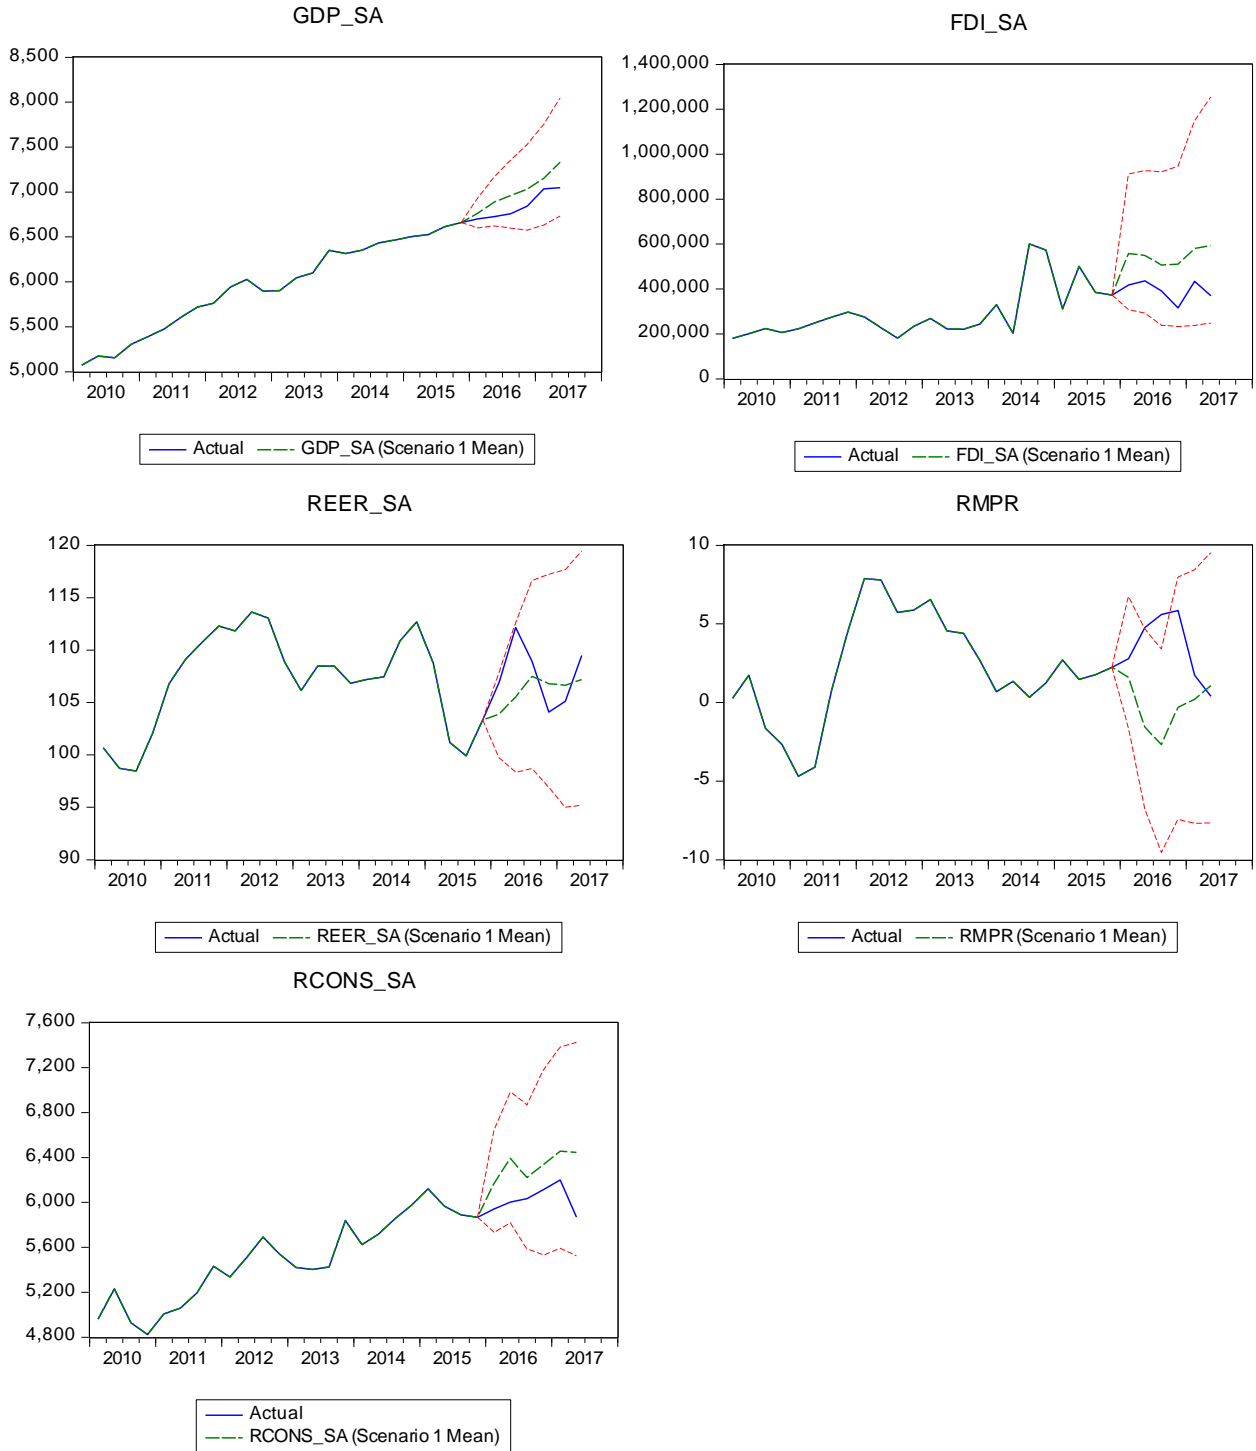 GDP_SA
8,500
8,000
7,500
7,000
6,500
6,000
5,500
5,000
2010 2011 2012 2013 2014 2015 2016 2017
Actual GDP_SA (Scenario 1 Mean)
FDI_SA
1,400,000
1,200,000
1,000,000
800,000
600,000
400,000
200,000
0
2010 2011 2012 2013 2014 2015 2016 2017
Actual FDI_SA (Scenario 1 Mean)
REER_SA
120
115
110
105
100
95
90
2010 2011 2012 2013 2014 2015 2016 2017
Actual REER_SA (Scenario 1 Mean)
RMPR
10
5
0
-5
-10
2010 2011 2012 2013 2014 2015 2016 2017
Actual RMPR (Scenario 1 Mean)
RCONS_SA
7,600
7,200
6,800
6,400
6,000
5,600
5,200
4,800
2010 2011 2012 2013 2014 2015 2016 2017
Actual
RCONS_SA (Scenario 1 Mean)